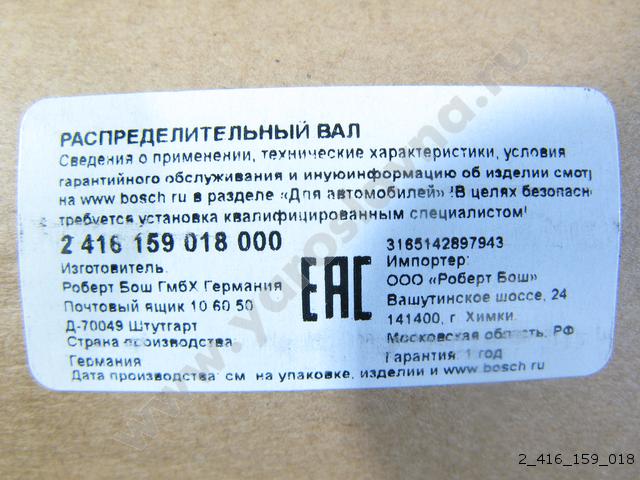 РАСПРЕДЕЛИТЕЛЬНЫЙ ВАЛ
Сведения о применении, технические характеристики, условия
гарантийного обслуживания и инуюинформацию об изделии смотр
на www bosch ru в разделе «Для автомобилей» !В целях безопасн
требуется установка квалифицированным специалистом!
2 416 159 018 000
3165142897943
Изготовитель.
Импортер:
Роберт Бош ГмбХ Германия
ООО «Роберт Бош»
Почтовый ящик 10 60 50
Вашутинское шоссе, 24
Д-70049 Штутгарт
141400, г Химки.
Страна производства:
Московская область. РФ
Германия
Гарантия. 1 год
Дата производства: см на упаковке, изделии и www bosch ru
EAC
2_416_159_018